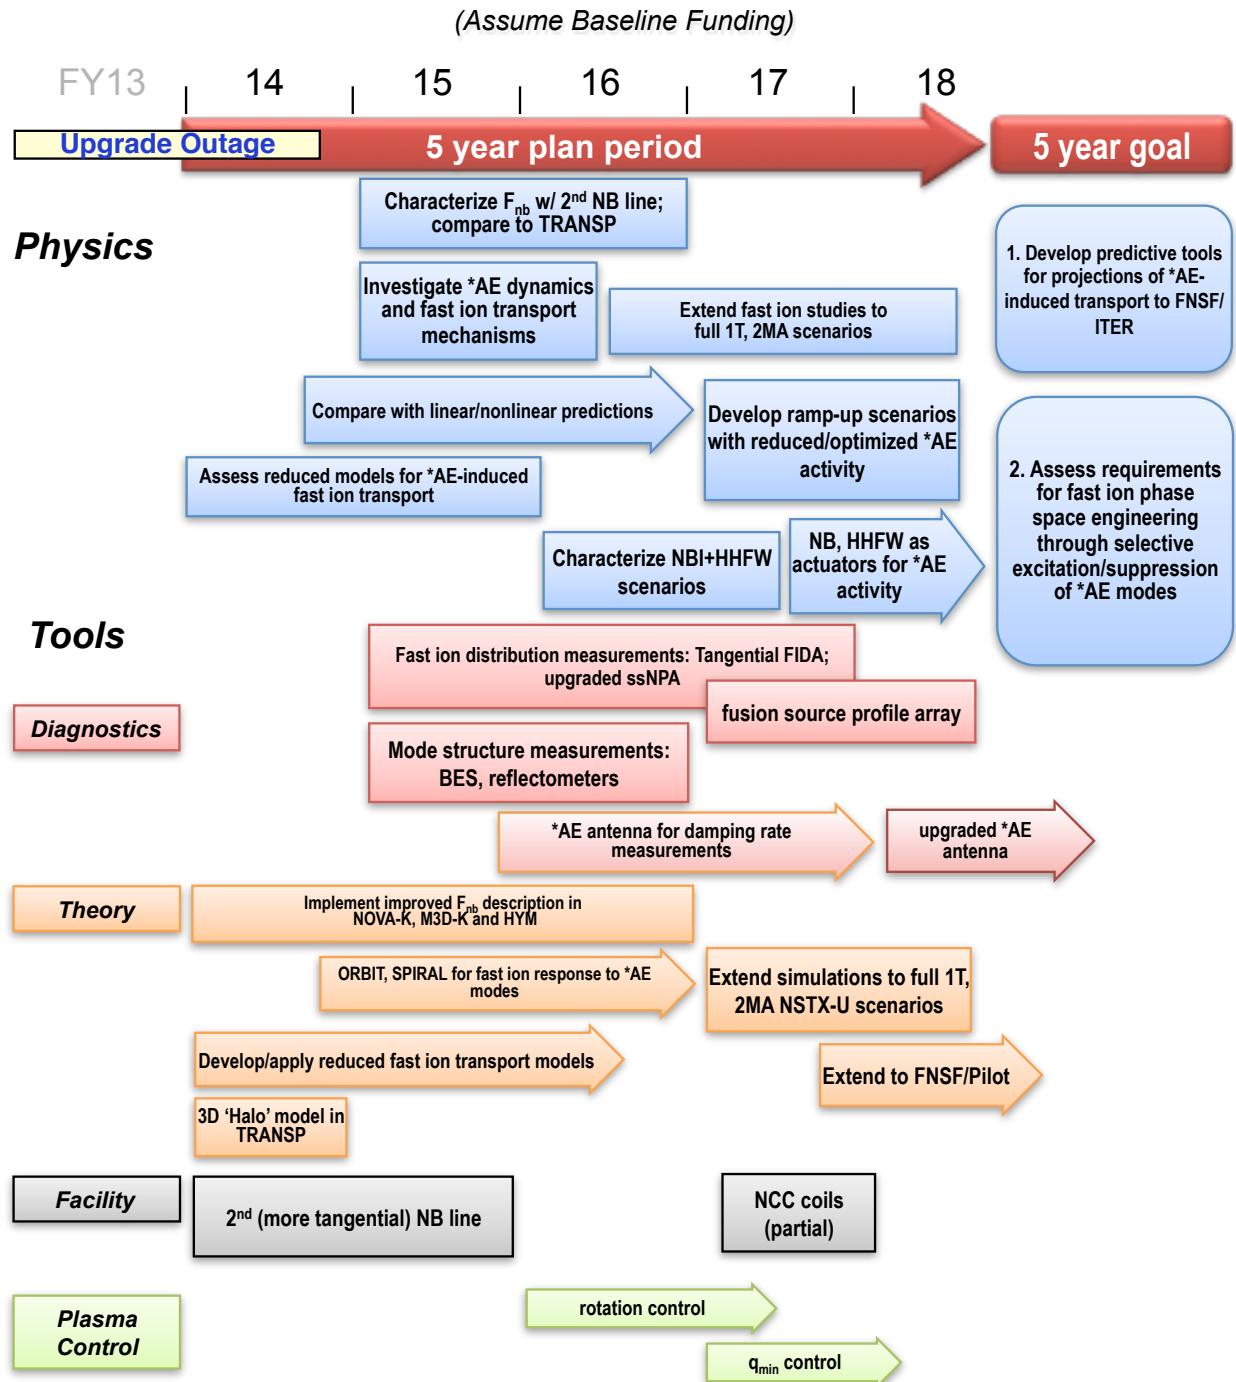 (Assume Baseline Funding)
FY13 14 15 16 17 18
Upgrade Outage
5 year plan period
5 year goal
Physics
Characterize Fnb w/ 2nd NB line;
compare to TRANSP
Investigate *AE dynamics
and fast ion transport
mechanisms
Extend fast ion studies to
full 1T, 2MA scenarios
Compare with linear/nonlinear predictions
Develop ramp-up scenarios
with reduced/optimized *AE
activity
Assess reduced models for *AE-induced
fast ion transport
Characterize NBI+HHFW
scenarios
NB, HHFW as
actuators for *AE
activity
1. Develop predictive tools
for projections of *AE-
induced transport to FNSF/
ITER
2. Assess requirements
for fast ion phase
space engineering
through selective
excitation/suppression
of *AE modes
Tools
Diagnostics
Fast ion distribution measurements: Tangential FIDA;
upgraded ssNPA
fusion source profile array
Mode structure measurements:
BES, reflectometers
*AE antenna for damping rate
measurements
upgraded *AE
antenna
Theory
Implement improved Fnb description in
NOVA-K, M3D-K and HYM
ORBIT, SPIRAL for fast ion response to *AE
modes
Extend simulations to full 1T,
2MA NSTX-U scenarios
Develop/apply reduced fast ion transport models
Extend to FNSF/Pilot
3D ‘Halo’ model in
TRANSP
Facility
2nd (more tangential) NB line
NCC coils
(partial)
Plasma
Control
rotation control
qmin control